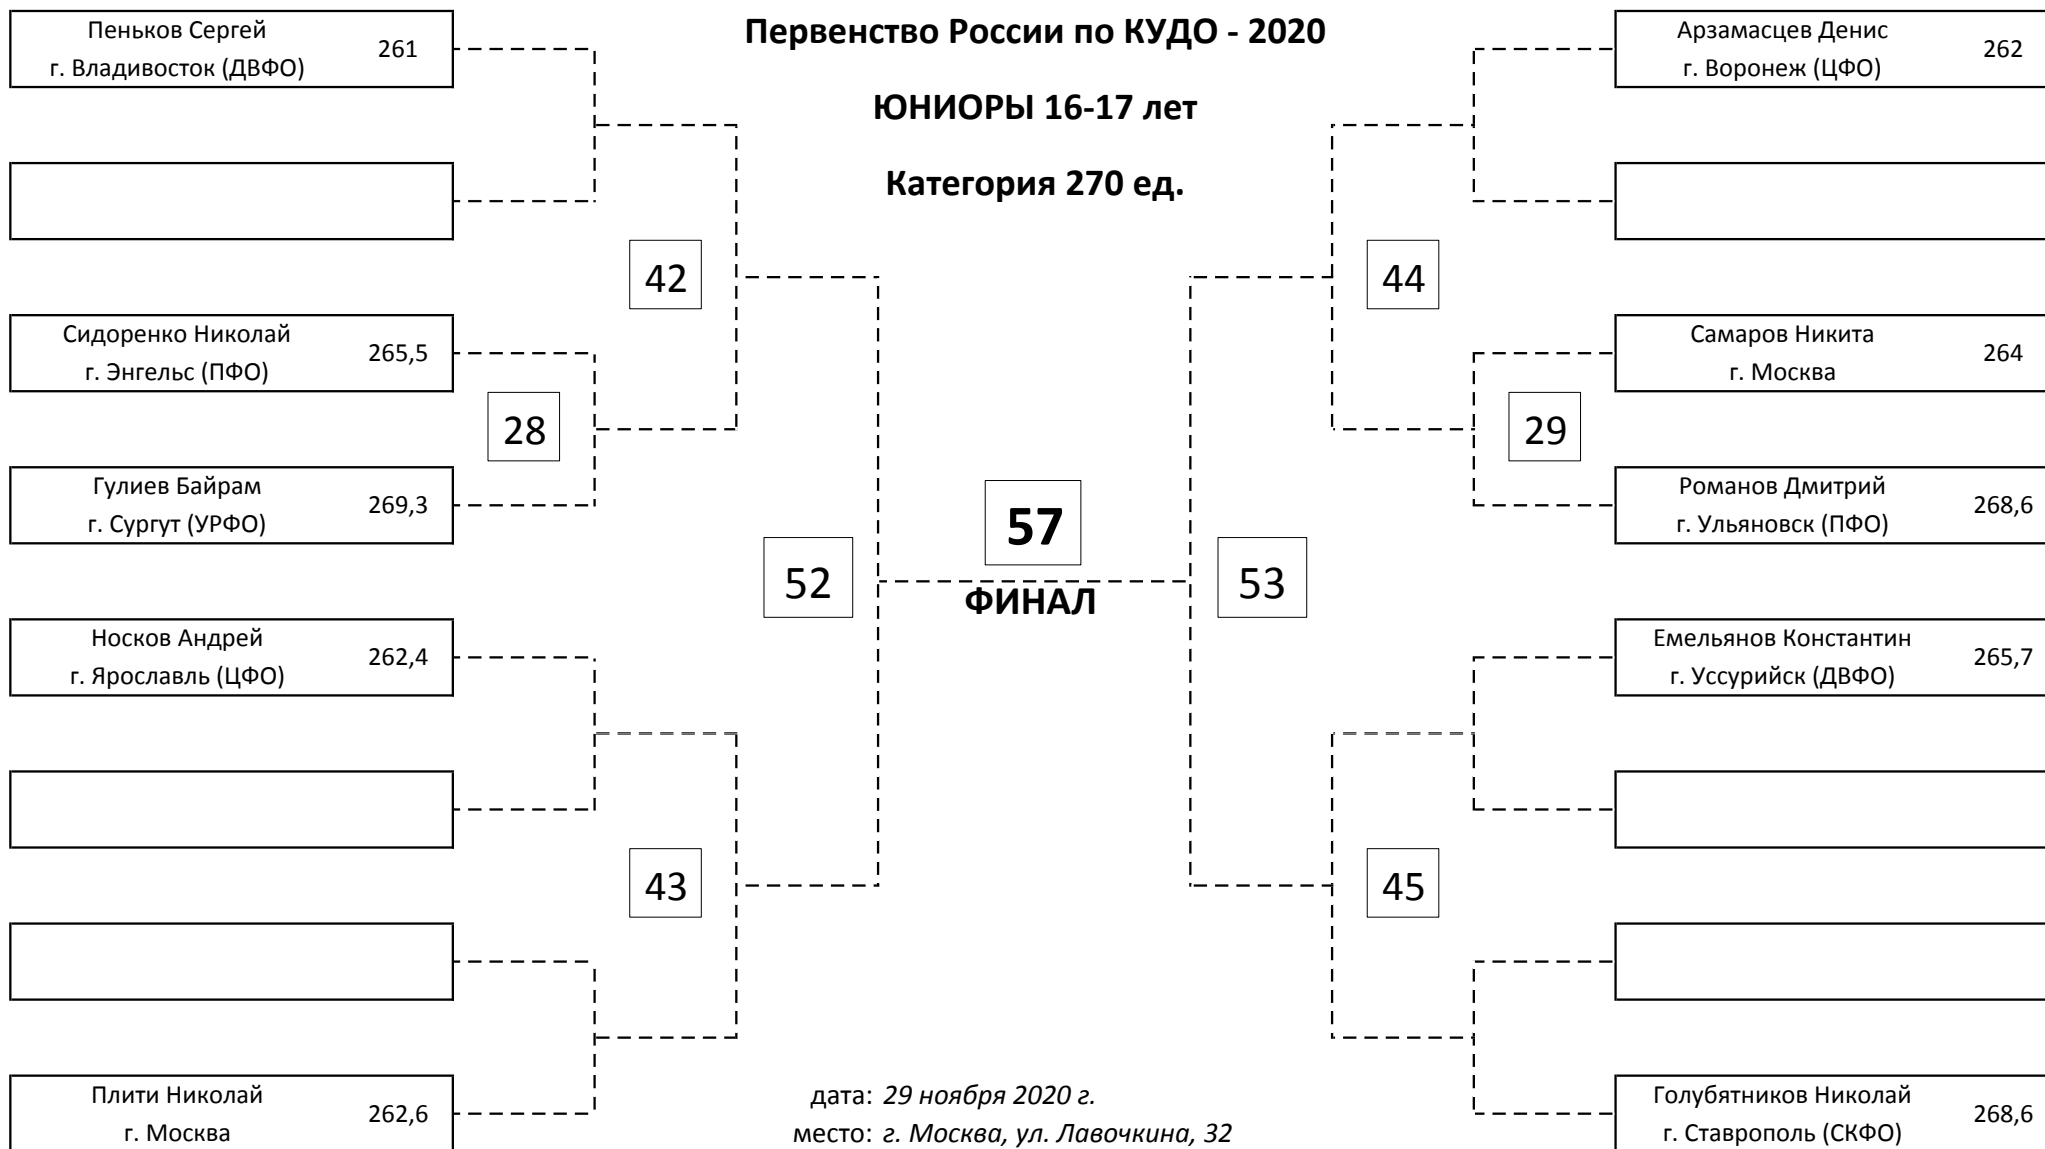 Первенство России по КУДО - 2020
ЮНИОРЫ 16-17 лет
Категория 270 ед.
Пеньков Сергей
г. Владивосток (ДВФО)
261
Сидоренко Николай
г. Энгельс (ПФО)
265,5
Гулиев Байрам
г. Сургут (УРФО)
269,3
Носков Андрей
г. Ярославль (ЦФО)
262,4
Плити Николай
г. Москва
262,6
28
42
43
52
57
ФИНАЛ
53
44
45
29
Арзамасцев Денис
г. Воронеж (ЦФО)
262
Самаров Никита
г. Москва
264
Романов Дмитрий
г. Ульяновск (ПФО)
268,6
Емельянов Константин
г. Уссурийск (ДВФО)
265,7
Голубятников Николай
г. Ставрополь (СКФО)
268,6
дата: 29 ноября 2020 г.
место: г. Москва, ул. Лавочкина, 32